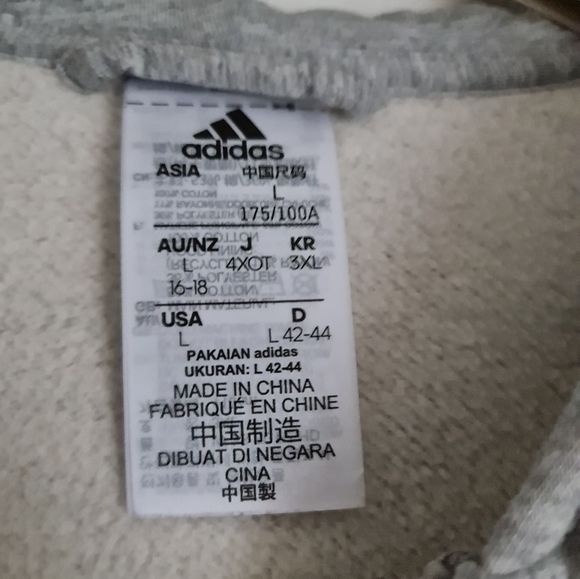 adidas
ASIA 中国尺码
L
175/100A
AU/NZ J KR
L 4XOT 3XL
16-18
USA D
L L 42-44
PAKAIAN adidas
UKURAN: L 42-44
MADE IN CHINA
FABRIQUÉ EN CHINE
中国制造
DIBUAT DI NEGARA
CINA
中国製